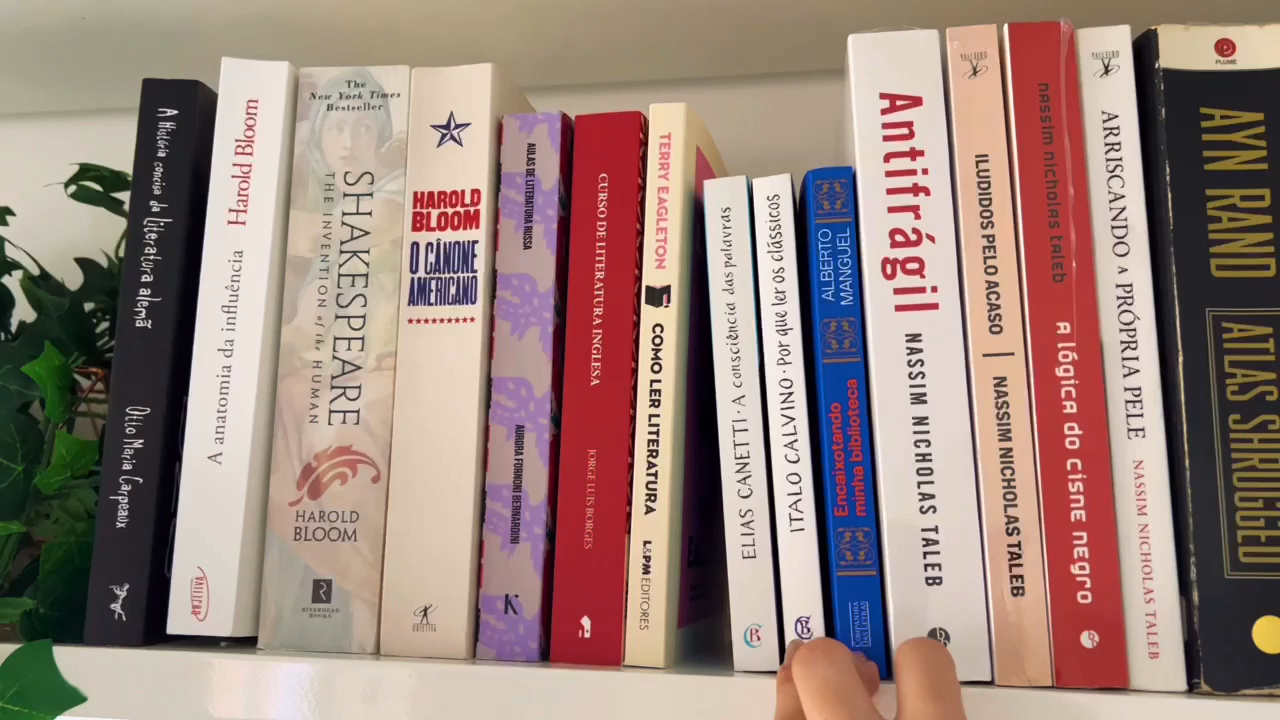 A História concisa da Literatura alemã
Otto Maria Carpeaux
A anatomia da influência
Harold Bloom
The
New York Times
Bestseller
SHAKESPEARE
THE INVENTION of the HUMAN
HAROLD
BLOOM
R
RIVERHEAD
BOOKS
HAROLD
BLOOM
O CÂNONE
AMERICANO
OBJETIVA
AULAS DE LITERATURA RUSSA
AURORA FORNONI BERNARDINI
K
CURSO DE LITERATURA INGLESA
JORGE LUIS BORGES
TERRY EAGLETON
COMO LER LITERATURA
L&PM EDITORES
ELIAS CANETTI · A consciência das palavras
ITALO CALVINO · Por que ler os clássicos
ALBERTO
MANGUEL
Encaixotando
minha biblioteca
COMPANHIA
DAS LETRAS
Antifrágil
NASSIM NICHOLAS TALEB
ILUDIDOS PELO ACASO | NASSIM NICHOLAS TALEB
nassim nicholas taleb
A lógica do cisne negro
ARRISCANDO A PRÓPRIA PELE
NASSIM NICHOLAS TALEB
PLUME
AYN RAND
ATLAS SHRUGGED